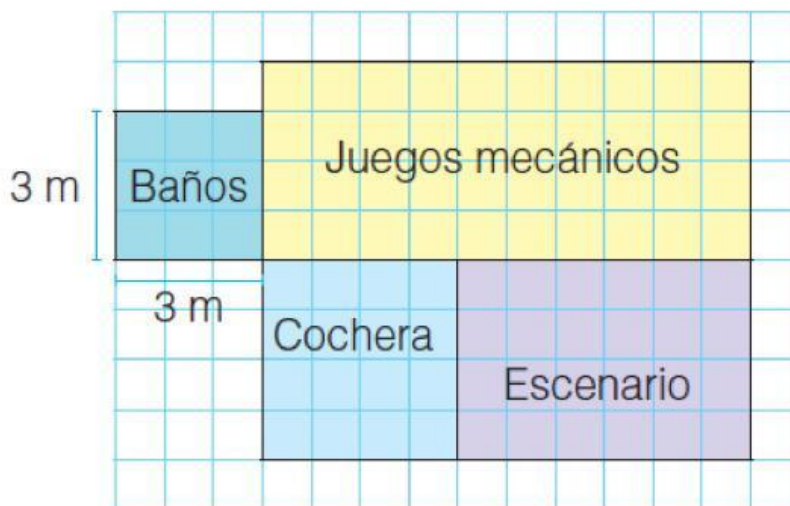 Juegos mecánicos
3 m
Baños
3 m
Cochera
Escenario